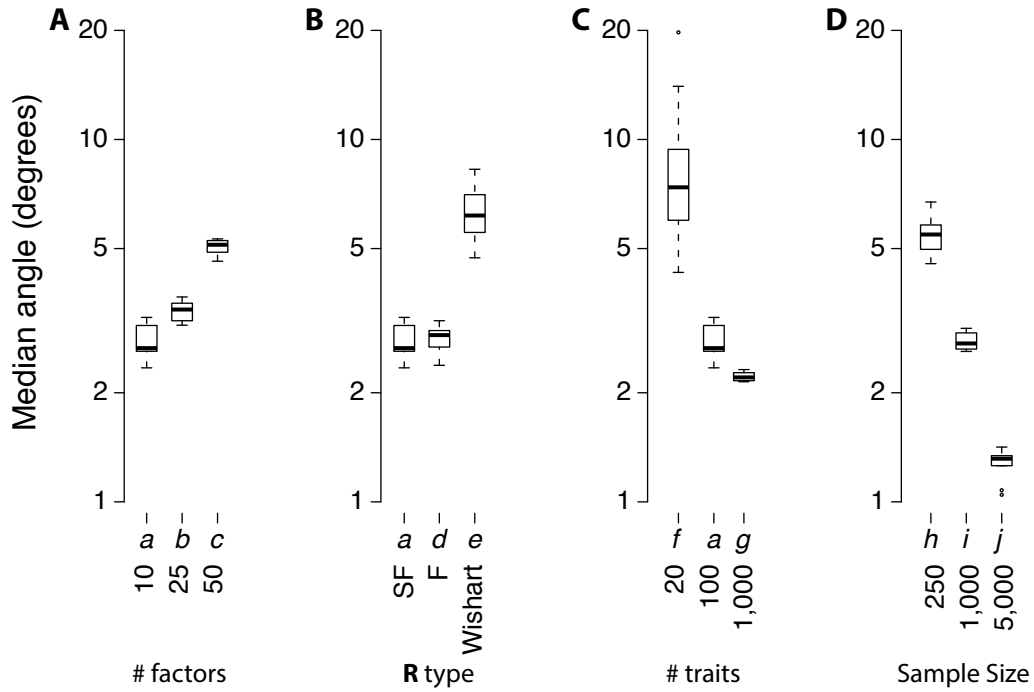 A
B
C
D
Median angle (degrees)
20
10
5
2
1
a
b
c
10
25
50
# factors
20
10
5
2
1
a
d
e
SF
F
Wishart
R type
20
10
5
2
1
f
a
g
20
100
1,000
# traits
20
10
5
2
1
h
i
j
250
1,000
5,000
Sample Size